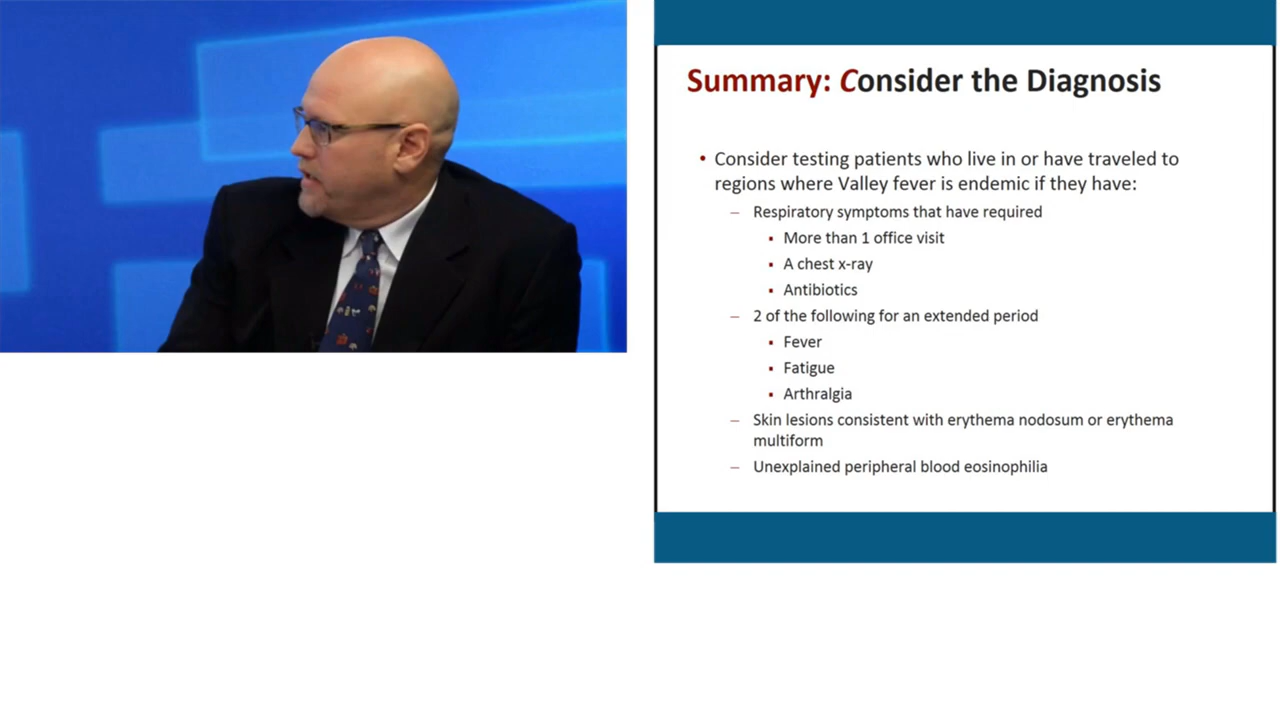 Summary: Consider the Diagnosis
• Consider testing patients who live in or have traveled to
regions where Valley fever is endemic if they have:
– Respiratory symptoms that have required
▪ More than 1 office visit
▪ A chest x-ray
▪ Antibiotics
– 2 of the following for an extended period
▪ Fever
▪ Fatigue
▪ Arthralgia
– Skin lesions consistent with erythema nodosum or erythema
multiform
– Unexplained peripheral blood eosinophilia